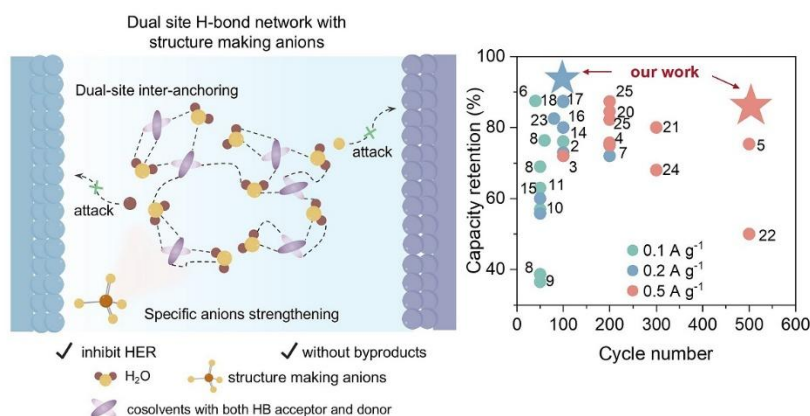 Dual site H-bond network with
structure making anions
Dual-site inter-anchoring
attack
attack
Specific anions strengthening
✓ inhibit HER ✓ without byproducts
H₂O structure making anions
cosolvents with both HB acceptor and donor
Capacity retention (%)
100
80
60
40
our work
6
18
17
25
23
16
20
25
8
14
21
2
4
5
3
7
8
24
15
11
10
22
8
9
0.1 A g⁻¹
0.2 A g⁻¹
0.5 A g⁻¹
0 100 200 300 400 500 600
Cycle number